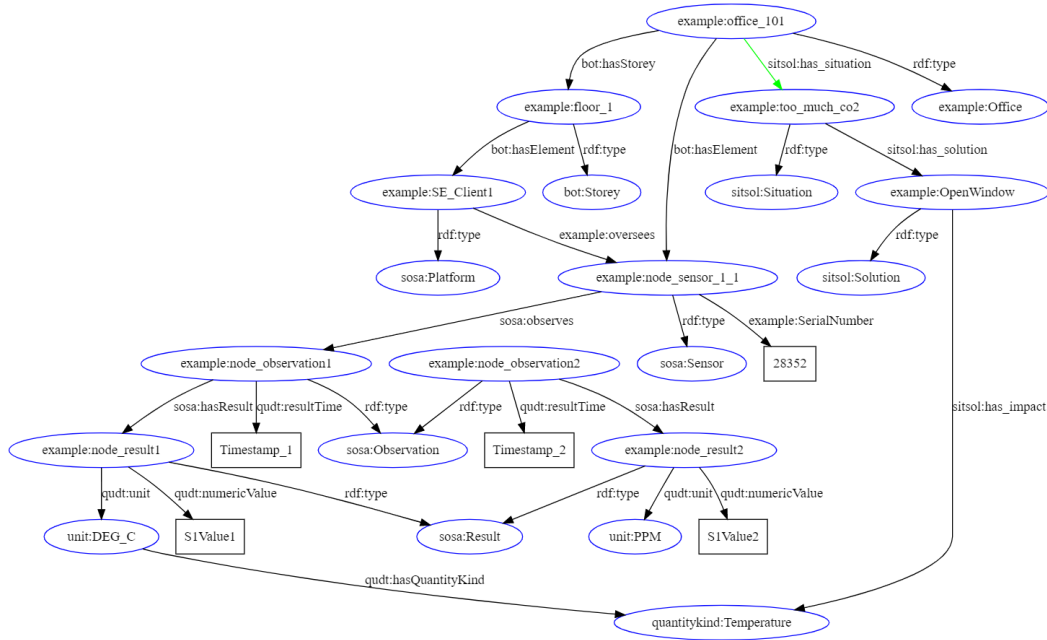 example:office_101
bot:hasStorey
sitsol:has_situation
rdf:type
example:floor_1
example:too_much_co2
example:Office
bot:hasElement
rdf:type
bot:hasElement
rdf:type
sitsol:has_solution
example:SE_Client1
bot:Storey
sitsol:Situation
example:OpenWindow
rdf:type
example:oversees
rdf:type
sosa:Platform
example:node_sensor_1_1
sitsol:Solution
sosa:observes
rdf:type
example:SerialNumber
example:node_observation1
example:node_observation2
sosa:Sensor
28352
sosa:hasResult
qudt:resultTime
rdf:type
rdf:type
qudt:resultTime
sosa:hasResult
sitsol:has_impact
example:node_result1
Timestamp_1
sosa:Observation
Timestamp_2
example:node_result2
qudt:unit
qudt:numericValue
rdf:type
rdf:type
qudt:unit
qudt:numericValue
unit:DEG_C
S1Value1
sosa:Result
unit:PPM
S1Value2
qudt:hasQuantityKind
quantitykind:Temperature